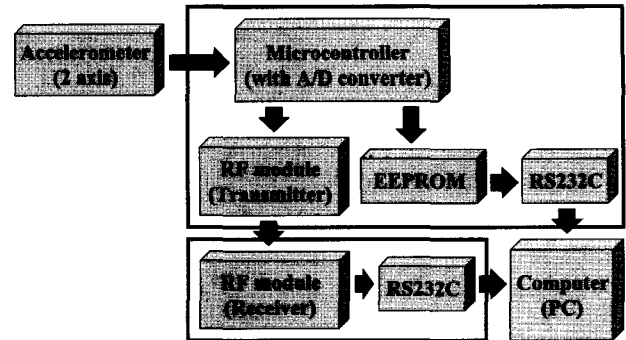 Accelerometer
(2 axis)
Microcontroller
(with A/D converter)
RF module
(Transmitter)
EEPROM
RS232C
RF module
(Receiver)
RS232C
Computer
(PC)